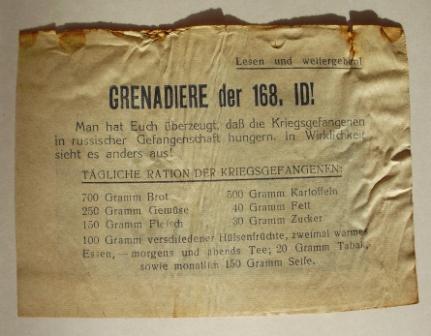 Lesen und weitergeben!
GRENADIERE der 168. ID!
Man hat Euch überzeugt, daß die Kriegsgefangenen
in russischer Gefangenschaft hungern. In Wirklichkeit
sieht es anders aus!
TÄGLICHE RATION DER KRIEGSGEFANGENEN:
700 Gramm Brot 500 Gramm Kartoffeln
250 Gramm Gemüse 40 Gramm Fett
150 Gramm Fleisch 30 Gramm Zucker
100 Gramm verschiedener Hülsenfrüchte, zweimal warmes
Essen, — morgens und abends Tee; 20 Gramm Tabak,
sowie monatlich 150 Gramm Seife.